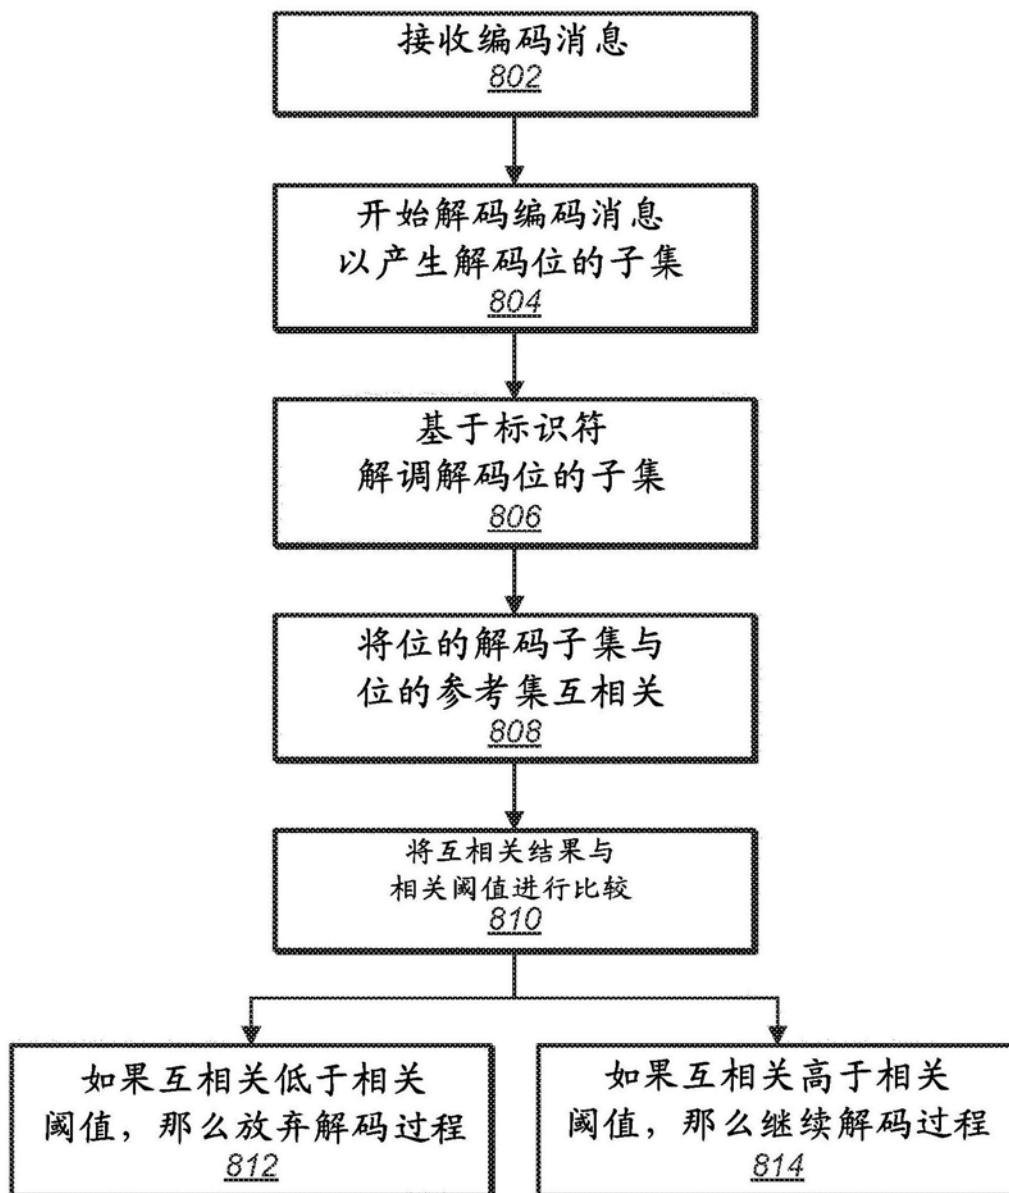 接收编码消息
802
开始解码编码消息
以产生解码位的子集
804
基于标识符
解调解码位的子集
806
将位的解码子集与
位的参考集互相关
808
将互相关结果与
相关阈值进行比较
810
如果互相关低于相关
阈值，那么放弃解码过程
812
如果互相关高于相关
阈值，那么继续解码过程
814